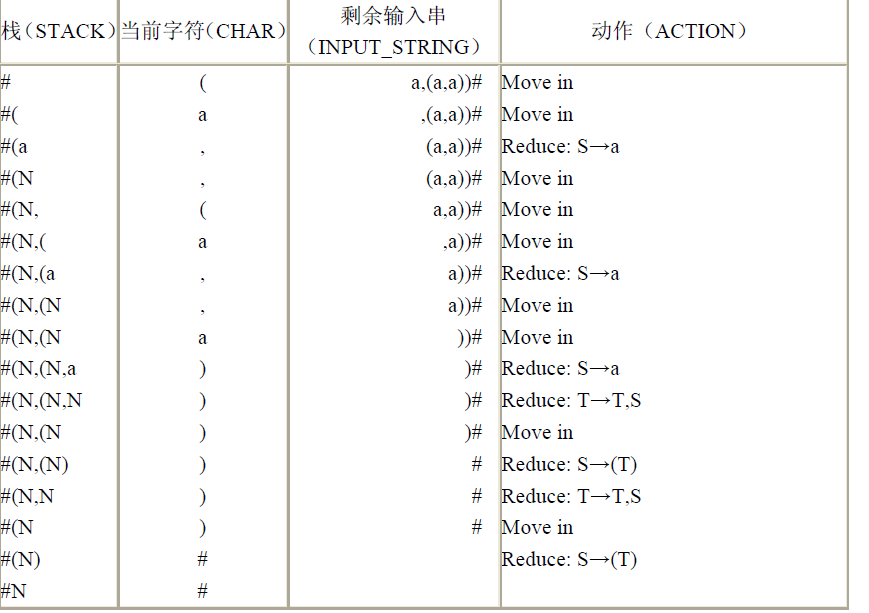 栈（STACK） 当前字符（CHAR） 剩余输入串（INPUT_STRING） 动作（ACTION）
# ( a,(a,a))# Move in
#( a ,(a,a))# Move in
#(a , (a,a))# Reduce: S→a
#(N , (a,a))# Move in
#(N, ( a,a))# Move in
#(N,( a ,a))# Move in
#(N,(a , a))# Reduce: S→a
#(N,(N , a))# Move in
#(N,(N a ))# Move in
#(N,(N,a ) )# Reduce: S→a
#(N,(N,N ) )# Reduce: T→T,S
#(N,(N ) )# Move in
#(N,(N) ) # Reduce: S→(T)
#(N,N ) # Reduce: T→T,S
#(N ) # Move in
#(N) # Reduce: S→(T)
#N #